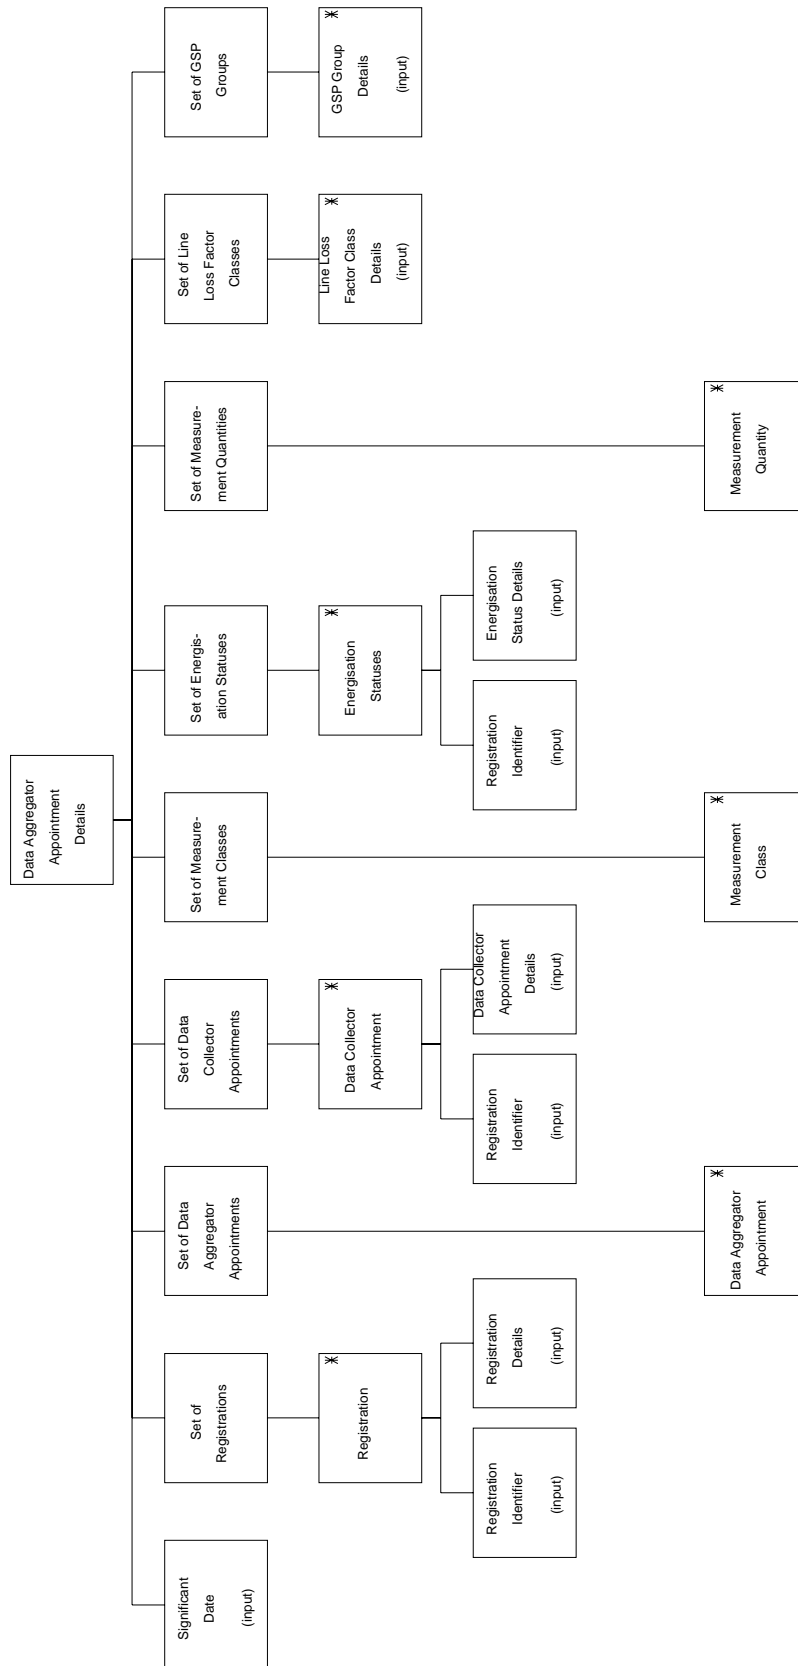 Data Aggregator
Appointment
Details
Significant
Date
(input)
Set of
Registrations
Set of Data
Aggregator
Appointments
Set of Data
Collector
Appointments
Set of Measure-
ment Classes
Set of Energis-
ation Statuses
Set of Measure-
ment Quantities
Set of Line
Loss Factor
Classes
Set of GSP
Groups
Registration
*
Data Collector
Appointment
*
Energisation
Statuses
*
Line Loss
Factor Class
Details
(input)
*
GSP Group
Details
(input)
*
Registration
Identifier
(input)
Registration
Details
(input)
Registration
Identifier
(input)
Data Collector
Appointment
Details
(input)
Registration
Identifier
(input)
Energisation
Status Details
(input)
Data Aggregator
Appointment
*
Measurement
Class
*
Measurement
Quantity
*